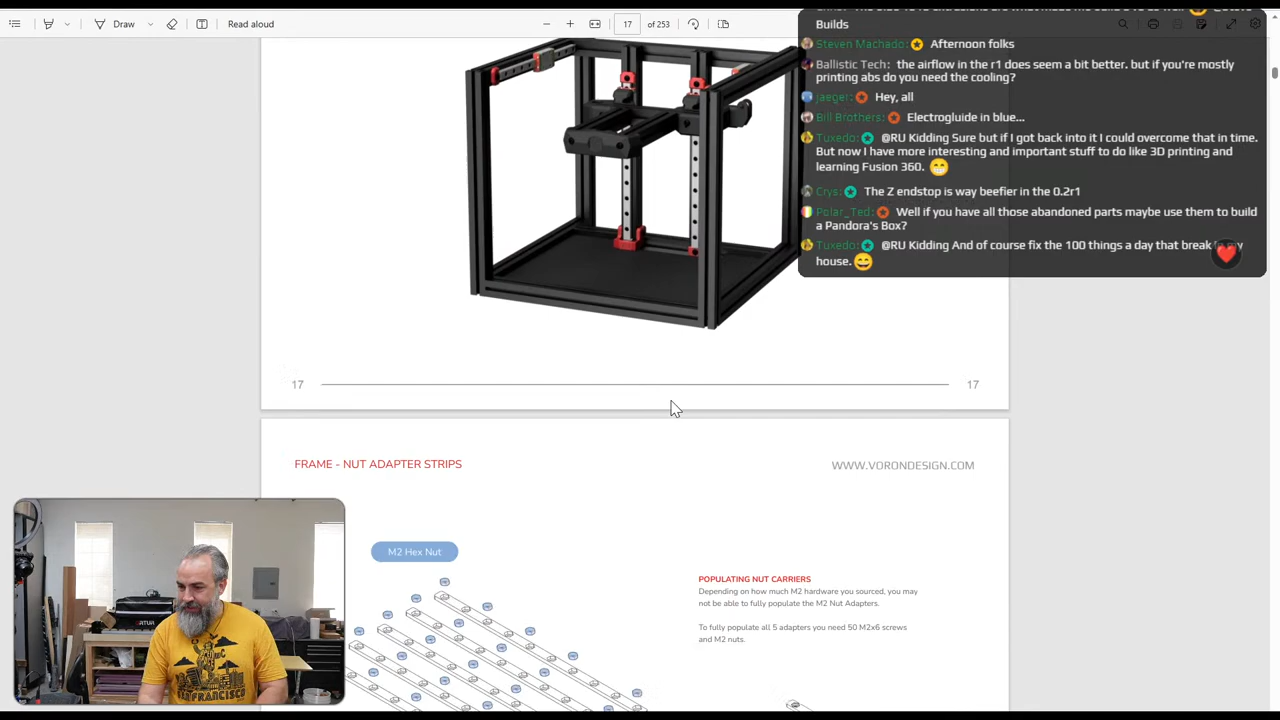 Draw
Read aloud
17
of 253
Builds
Steven Machado: Afternoon folks
Ballistic Tech: the airflow in the r1 does seem a bit better. but if you're mostly
printing abs do you need the cooling?
jaeger: Hey, all
Bill Brothers: Electrogluide in blue...
Tuxedo: @RU Kidding Sure but if I got back into it I could overcome that in time.
But now I have more interesting and important stuff to do like 3D printing and
learning Fusion 360. 😁
Crys: The Z endstop is way beefier in the 0.2r1
Polar_Ted: Well if you have all those abandoned parts maybe use them to build
a Pandora's Box?
Tuxedo: @RU Kidding And of course fix the 100 things a day that break in my
house. 😄
17
17
FRAME - NUT ADAPTER STRIPS
WWW.VORONDESIGN.COM
M2 Hex Nut
POPULATING NUT CARRIERS
Depending on how much M2 hardware you sourced, you may
not be able to fully populate the M2 Nut Adapters.
To fully populate all 5 adapters you need 50 M2x6 screws
and M2 nuts.